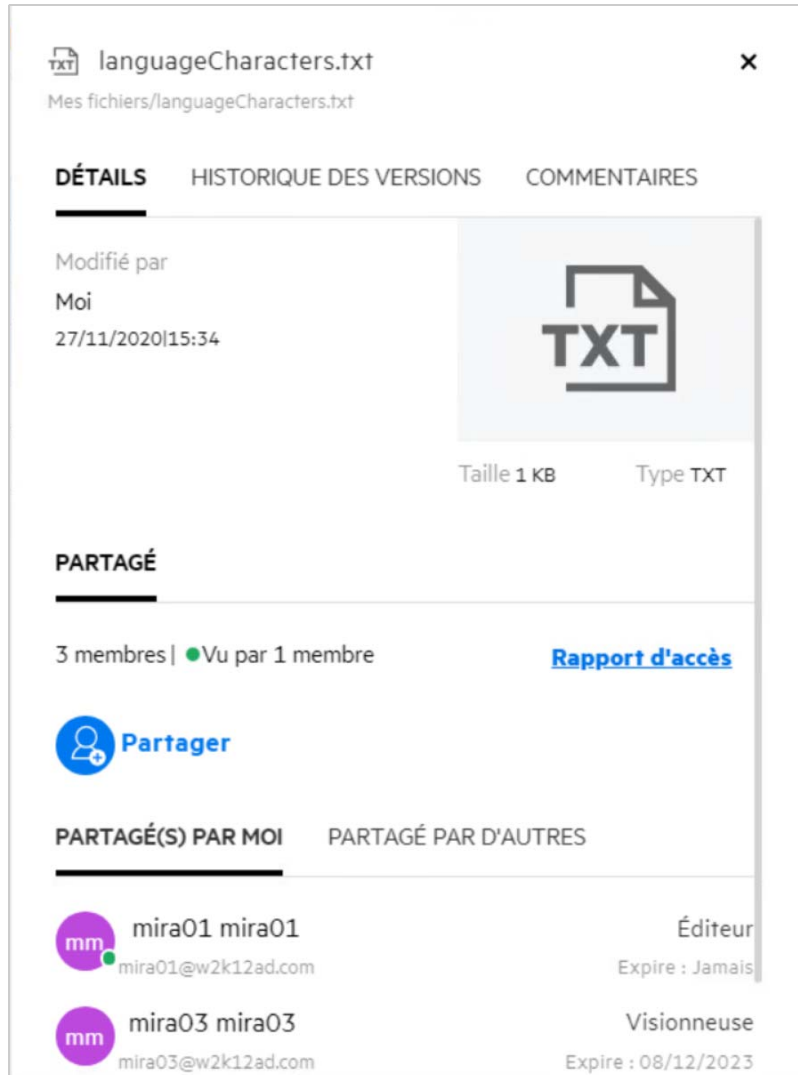 TXT languageCharacters.txt ×
Mes fichiers/languageCharacters.txt
DÉTAILS HISTORIQUE DES VERSIONS COMMENTAIRES
Modifié par
Moi
27/11/2020|15:34
TXT
Taille 1 KB Type TXT
PARTAGÉ
3 membres| Vu par 1 membre Rapport d'accès
Partager
PARTAGÉ(S) PAR MOI PARTAGÉ PAR D'AUTRES
mm mira01 mira01 Éditeur
mira01@w2k12ad.com Expire : Jamais
mm mira03 mira03 Visionneuse
mira03@w2k12ad.com Expire : 08/12/2023